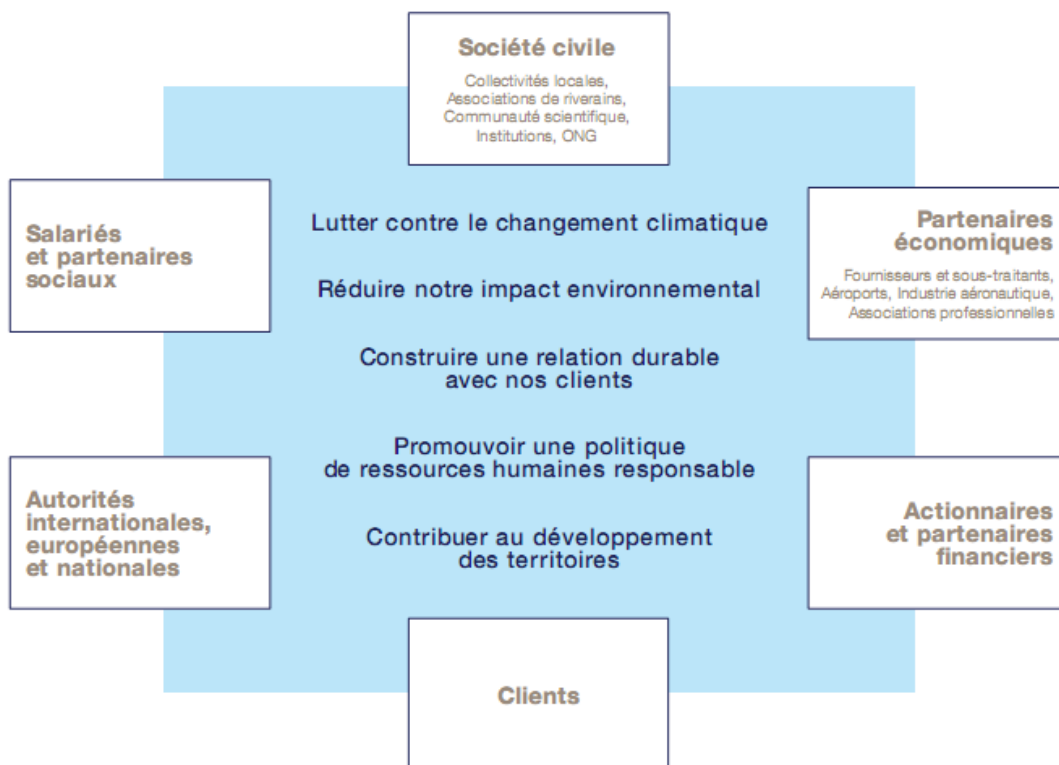 Société civile
Collectivités locales,
Associations de riverains,
Communauté scientifique,
Institutions, ONG
Salariés
et partenaires
sociaux
Lutter contre le changement climatique
Réduire notre impact environnemental
Construire une relation durable
avec nos clients
Promouvoir une politique
de ressources humaines responsable
Contribuer au développement
des territoires
Partenaires
économiques
Fournisseurs et sous-traitants,
Aéroports, Industrie aéronautique,
Associations professionnelles
Autorités
internationales,
européennes
et nationales
Actionnaires
et partenaires
financiers
Clients